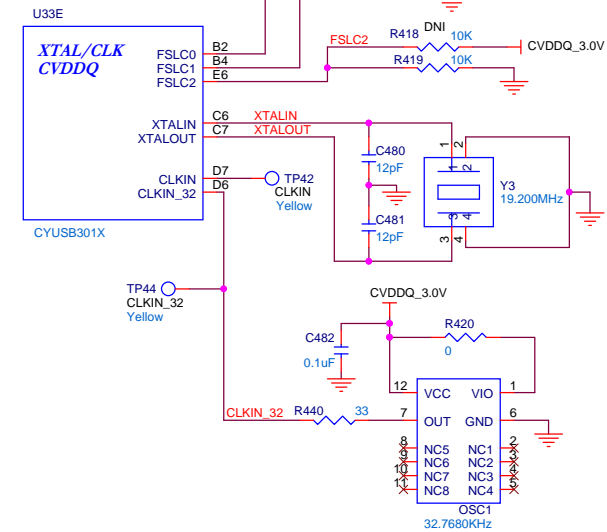 U33E
XTAL/CLK
CVDDQ
FSLC0
FSLC1
FSLC2
B2
B4
E6
XTALIN
XTALOUT
C6
C7
XTALIN
XTALOUT
CLKIN
CLKIN_32
D7
D6
CYUSB301X
FSLC2
R418
DNI
10K
CVDDQ_3.0V
R419
10K
C480
12pF
C481
12pF
1
2
1
2
3
4
3
4
Y3
19.200MHz
TP42
CLKIN
Yellow
TP44
CLKIN_32
Yellow
CVDDQ_3.0V
C482
0.1uF
R420
0
CLKIN_32
R440
33
12
VCC
VIO
1
7
OUT
GND
6
8
NC5
NC1
2
9
NC6
NC2
3
10
NC7
NC3
4
11
NC8
NC4
5
OSC1
32.7680KHz